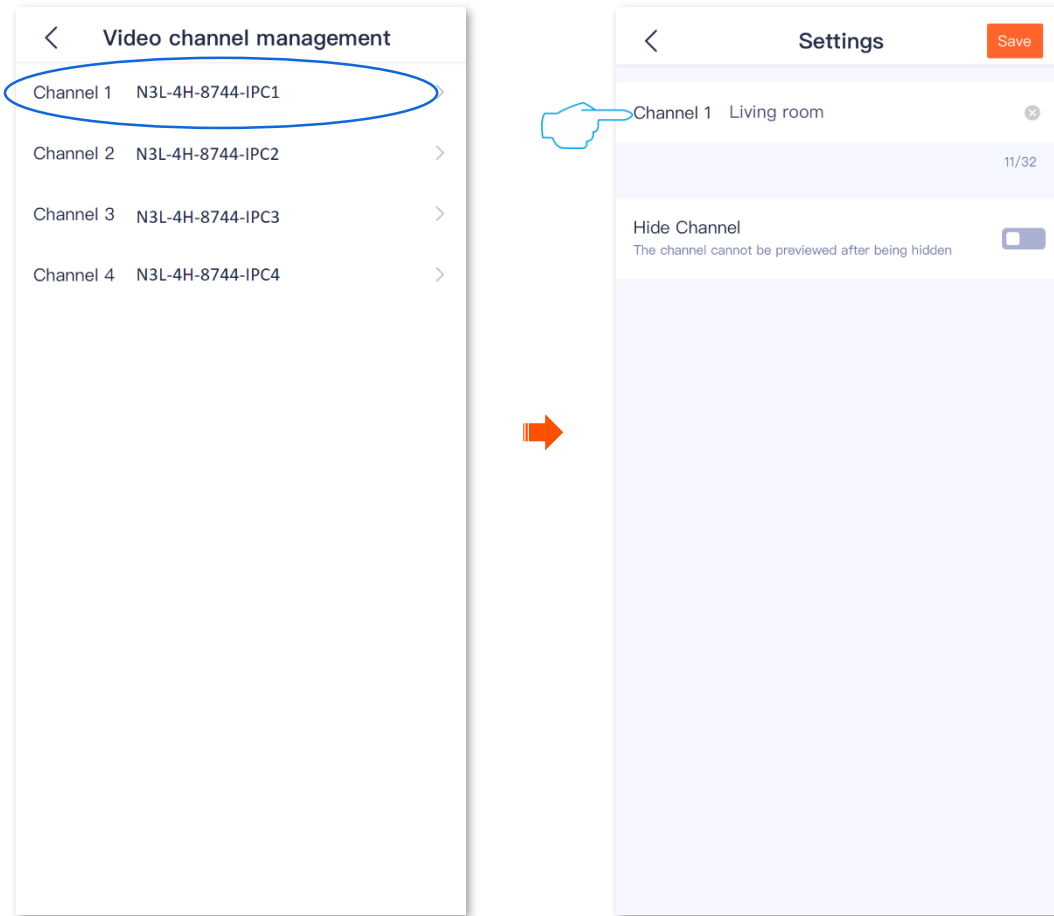 Video channel management
Channel 1 N3L-4H-8744-IPC1
Channel 2 N3L-4H-8744-IPC2
Channel 3 N3L-4H-8744-IPC3
Channel 4 N3L-4H-8744-IPC4
Settings
Save
Channel 1 Living room
11/32
Hide Channel
The channel cannot be previewed after being hidden